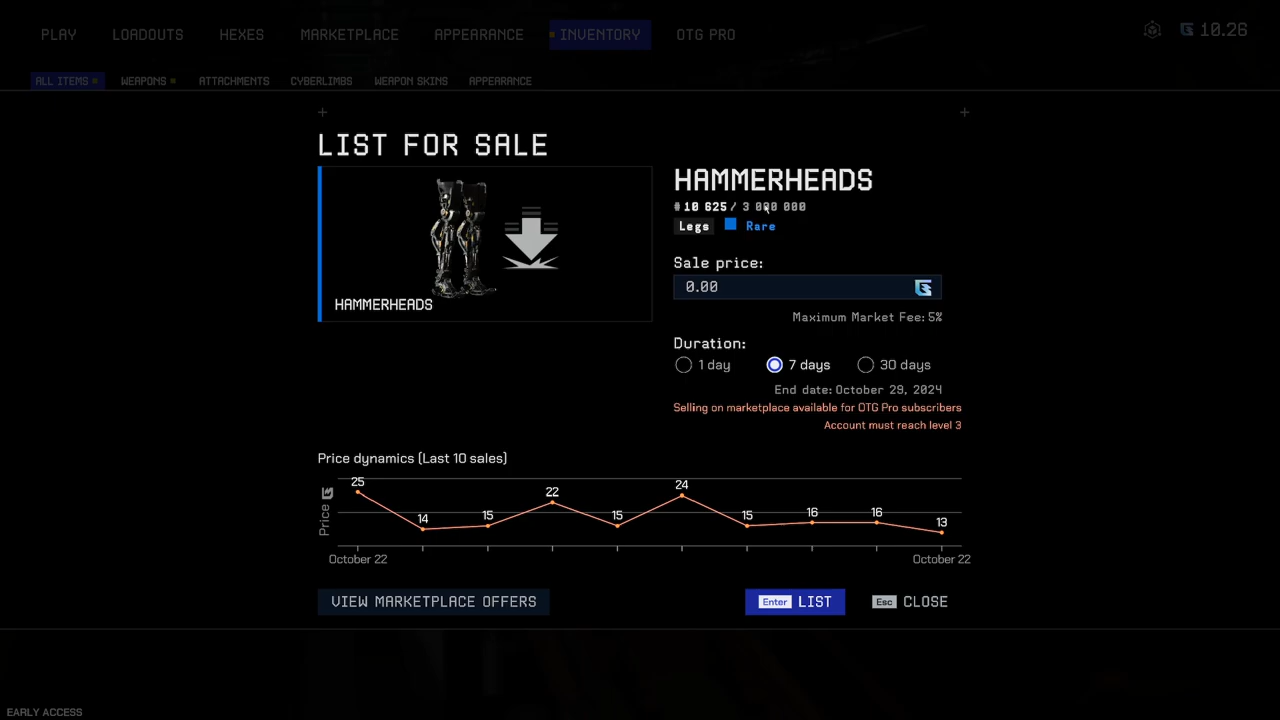 PLAY LOADOUTS HEXES MARKETPLACE APPEARANCE INVENTORY OTG PRO 10.26
ALL ITEMS WEAPONS ATTACHMENTS CYBERLIMBS WEAPON SKINS APPEARANCE
LIST FOR SALE
HAMMERHEADS
HAMMERHEADS
# 10 625 / 3 000 000
Legs Rare
Sale price:
0.00
Maximum Market Fee: 5%
Duration:
1 day 7 days 30 days
End date: October 29, 2024
Selling on marketplace available for OTG Pro subscribers
Account must reach level 3
Price dynamics (Last 10 sales)
Price
25 14 15 22 15 24 15 16 16 13
October 22 October 22
VIEW MARKETPLACE OFFERS Enter LIST Esc CLOSE
EARLY ACCESS